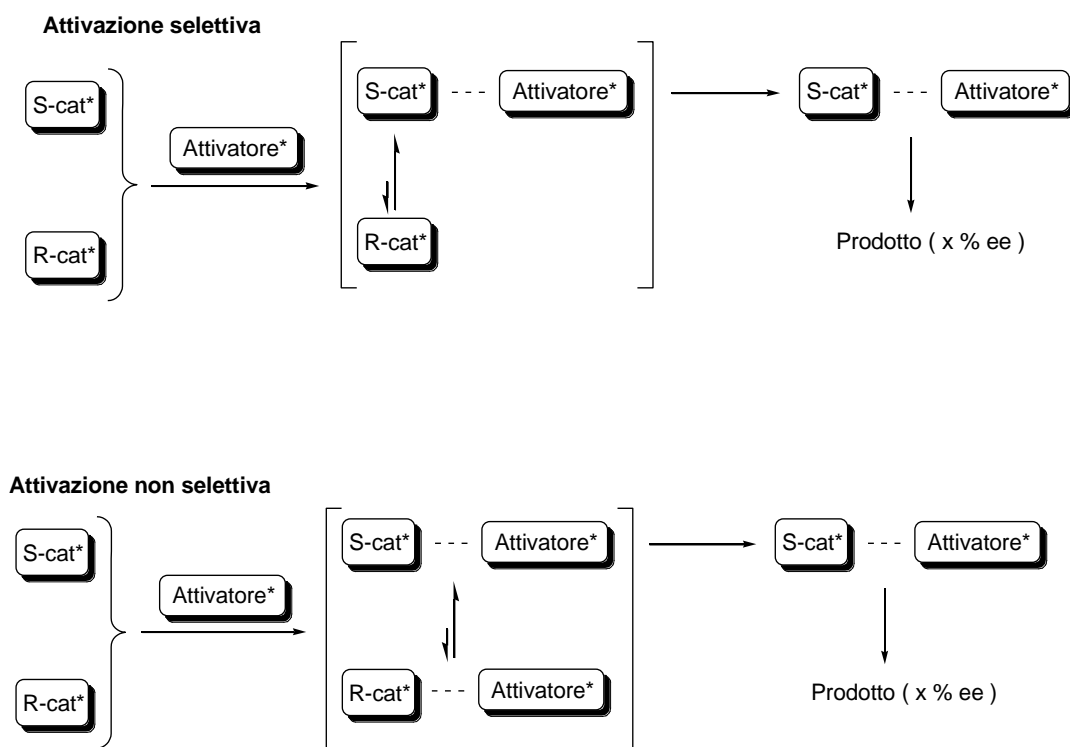 Attivazione selettiva
S-cat*
R-cat*
Attivatore*
S-cat* --- Attivatore*
R-cat*
S-cat* --- Attivatore*
Prodotto ( x % ee )
Attivazione non selettiva
S-cat*
R-cat*
Attivatore*
S-cat* --- Attivatore*
R-cat* --- Attivatore*
S-cat* --- Attivatore*
Prodotto ( x % ee )